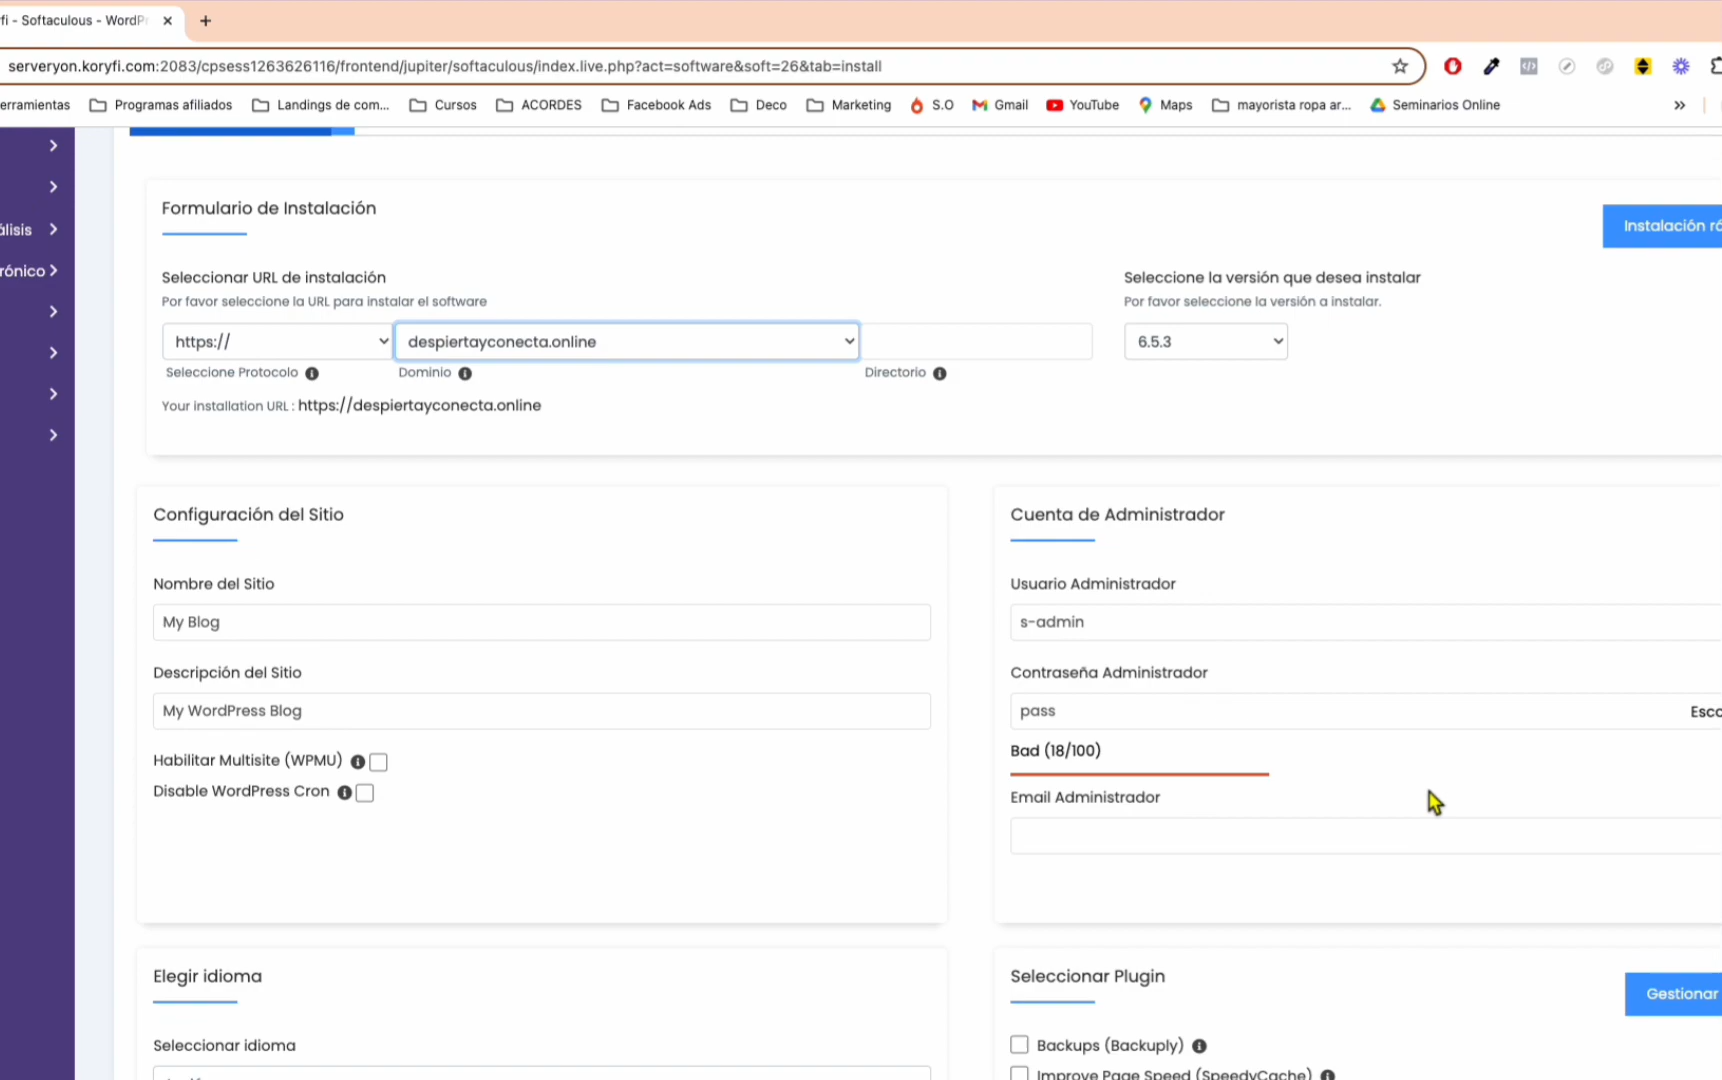 fi - Softaculous - WordPr
serveryon.koryfi.com:2083/cpsess1263626116/frontend/jupiter/softaculous/index.live.php?act=software&soft=26&tab=install
erramientas Programas afiliados Landings de com... Cursos ACORDES Facebook Ads Deco Marketing S.O Gmail YouTube Maps mayorista ropa ar... Seminarios Online »
álisis
rónico
Formulario de Instalación
Instalación rá
Seleccionar URL de instalación
Por favor seleccione la URL para instalar el software
https:// despiertayconecta.online
Seleccione Protocolo Dominio Directorio
Your installation URL : https://despiertayconecta.online
Seleccione la versión que desea instalar
Por favor seleccione la versión a instalar.
6.5.3
Configuración del Sitio
Nombre del Sitio
My Blog
Descripción del Sitio
My WordPress Blog
Habilitar Multisite (WPMU)
Disable WordPress Cron
Cuenta de Administrador
Usuario Administrador
s-admin
Contraseña Administrador
pass Esco
Bad (18/100)
Email Administrador
Elegir idioma
Seleccionar idioma
Seleccionar Plugin
Gestionar
Backups (Backuply)
Improve Page Speed (SpeedyCache)